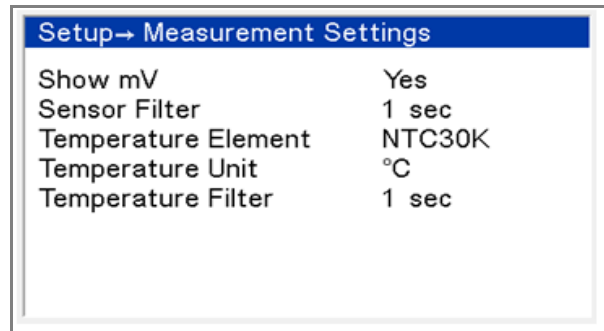 Setup→ Measurement Settings
Show mV Yes
Sensor Filter 1 sec
Temperature Element NTC30K
Temperature Unit °C
Temperature Filter 1 sec